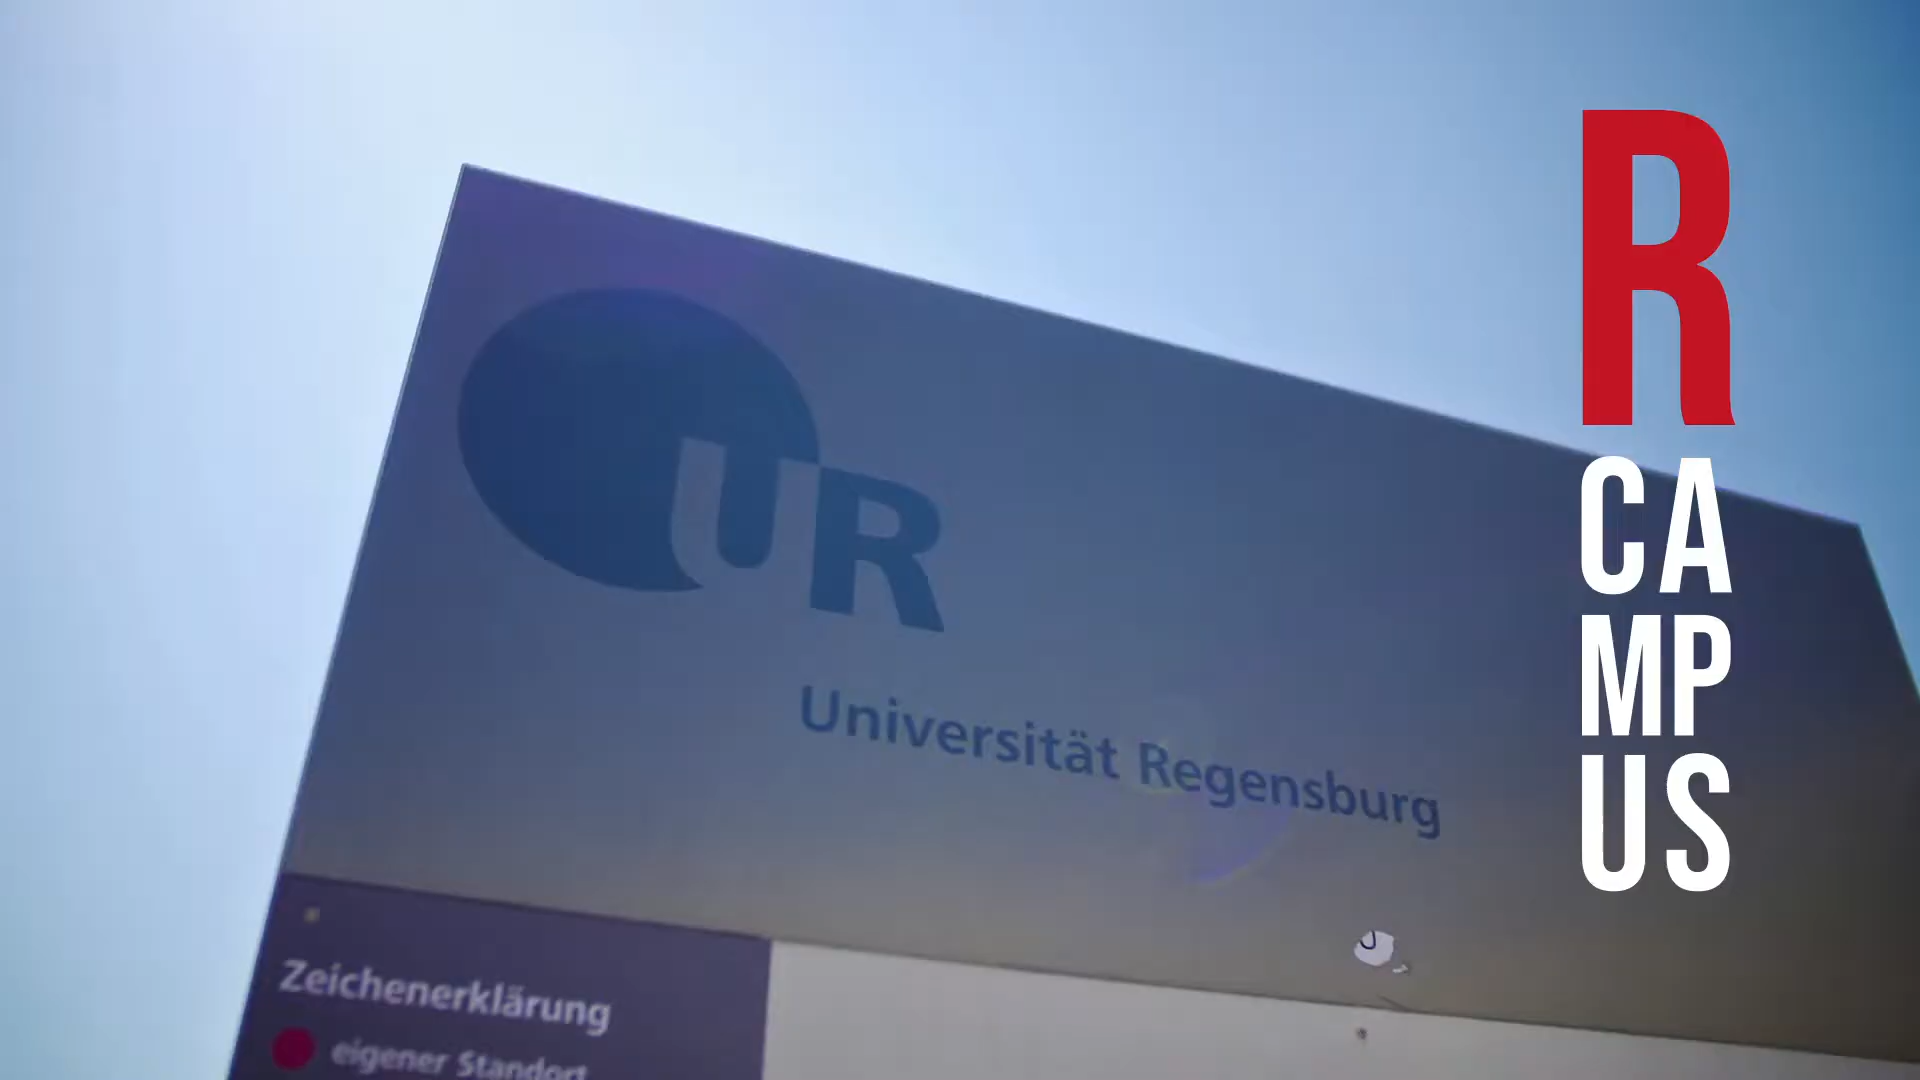 UR
Universität Regensburg
Zeichenerklärung
eigener Standort
R
CA
MP
US